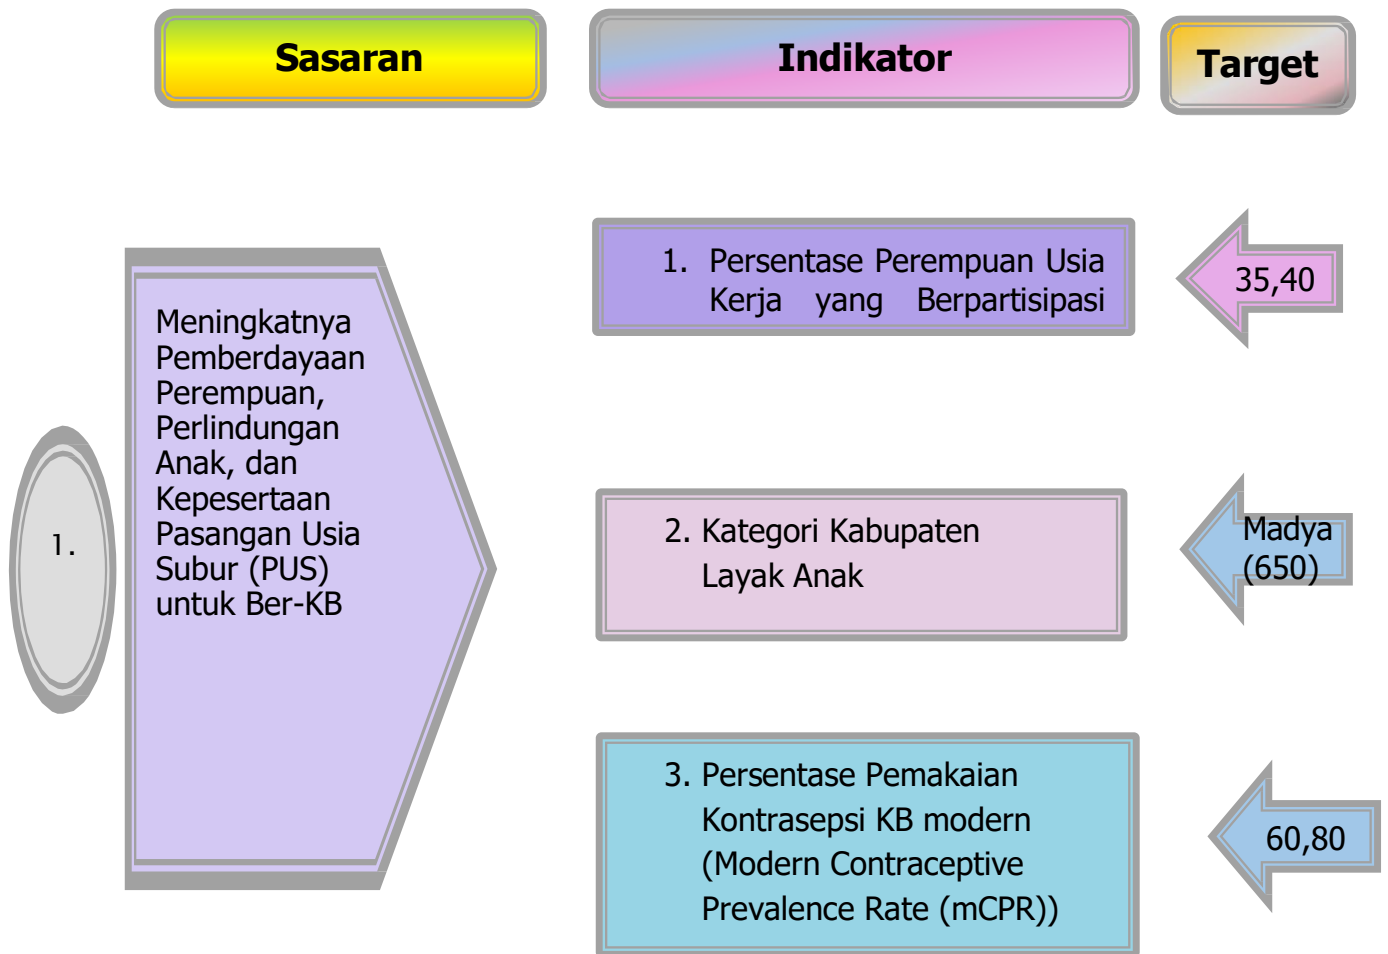 Sasaran
Indikator
Target
1.
Meningkatnya
Pemberdayaan
Perempuan,
Perlindungan
Anak, dan
Kepesertaan
Pasangan Usia
Subur (PUS)
untuk Ber-KB
1. Persentase Perempuan Usia
Kerja yang Berpartisipasi
35,40
2. Kategori Kabupaten
Layak Anak
Madya
(650)
3. Persentase Pemakaian
Kontrasepsi KB modern
(Modern Contraceptive
Prevalence Rate (mCPR))
60,80